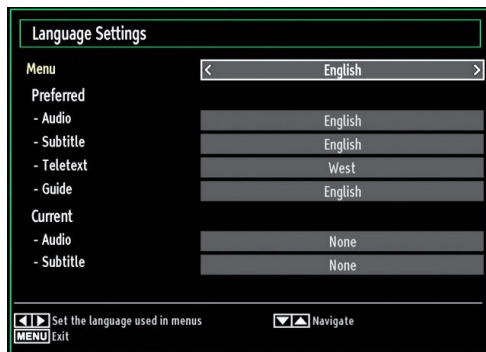 Language Settings
Menu < English >
Preferred
- Audio English
- Subtitle English
- Teletext West
- Guide English
Current
- Audio None
- Subtitle None
Set the language used in menus Navigate
MENU Exit